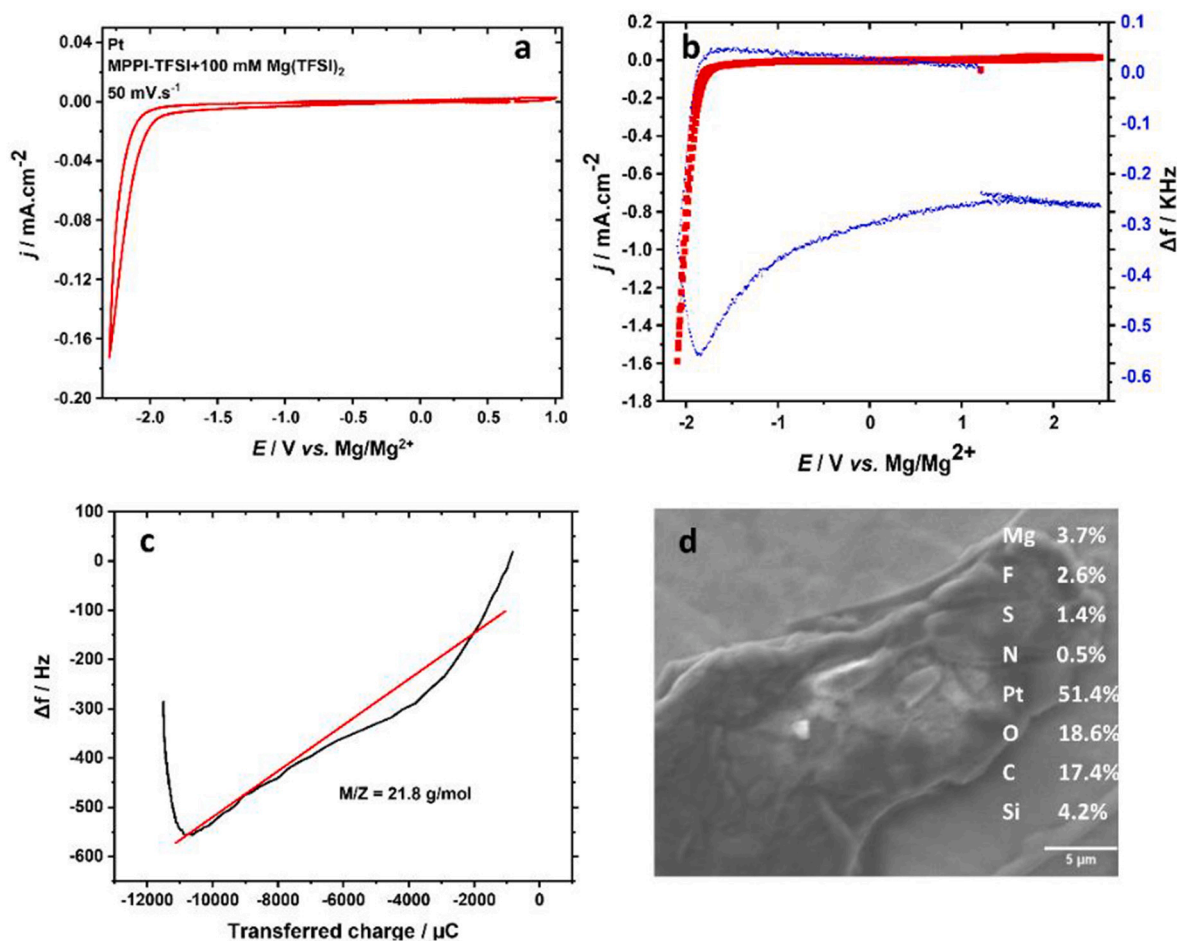 a
Pt
MPPI-TFSI+100 mM Mg(TFSI)2
50 mV.s-1
0.04
0.00
-0.04
-0.08
-0.12
-0.16
-0.20
j / mA.cm-2
-2.0
-1.5
-1.0
-0.5
0.0
0.5
1.0
E / V vs. Mg/Mg2+
b
0.2
0.0
-0.2
-0.4
-0.6
-0.8
-1.0
-1.2
-1.4
-1.6
-1.8
j / mA.cm-2
0.1
0.0
-0.1
-0.2
-0.3
-0.4
-0.5
-0.6
Δf / KHz
-2
-1
0
1
2
E / V vs. Mg/Mg2+
c
100
0
-100
-200
-300
-400
-500
-600
Δf / Hz
M/Z = 21.8 g/mol
-12000
-10000
-8000
-6000
-4000
-2000
0
Transferred charge / μC
d
Mg 3.7%
F 2.6%
S 1.4%
N 0.5%
Pt 51.4%
O 18.6%
C 17.4%
Si 4.2%
5 μm